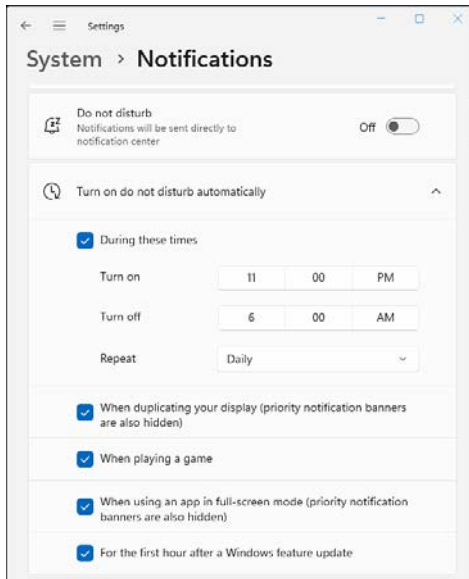 Settings
System > Notifications
Do not disturb
Notifications will be sent directly to
notification center
Off
Turn on do not disturb automatically
During these times
Turn on 11 00 PM
Turn off 6 00 AM
Repeat Daily
When duplicating your display (priority notification banners
are also hidden)
When playing a game
When using an app in full-screen mode (priority notification
banners are also hidden)
For the first hour after a Windows feature update